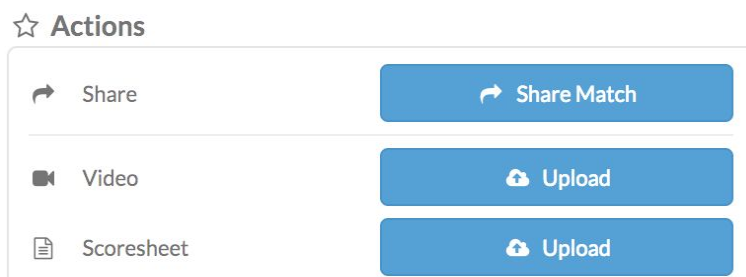 Actions
Share Share Match
Video Upload
Scoresheet Upload